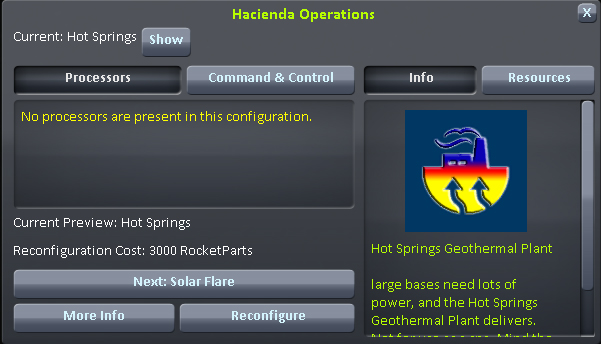 Hacienda Operations
X
Current: Hot Springs
Show
Processors
Command & Control
Info
Resources
No processors are present in this configuration.
Current Preview: Hot Springs
Reconfiguration Cost: 3000 RocketParts
Next: Solar Flare
More Info
Reconfigure
Hot Springs Geothermal Plant
large bases need lots of
power, and the Hot Springs
Geothermal Plant delivers.